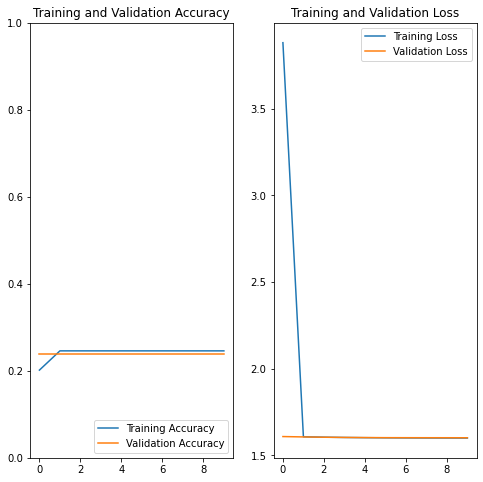 Training and Validation Accuracy
1.0
0.8
0.6
0.4
0.2
0.0
0 2 4 6 8
Training Accuracy
Validation Accuracy
Training and Validation Loss
3.5
3.0
2.5
2.0
1.5
0 2 4 6 8
Training Loss
Validation Loss